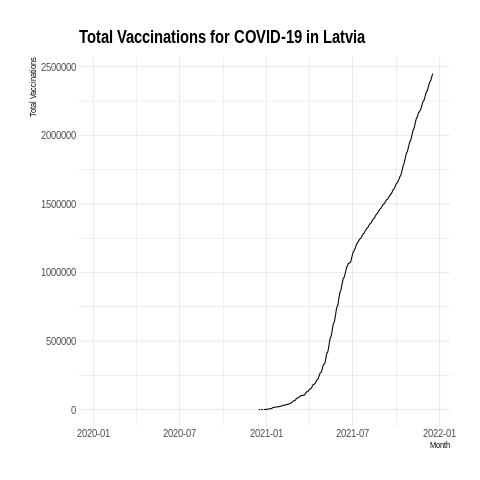 Total Vaccinations for COVID-19 in Latvia
Total Vaccinations
2500000
2000000
1500000
1000000
500000
0
2020-01 2020-07 2021-01 2021-07 2022-01
Month